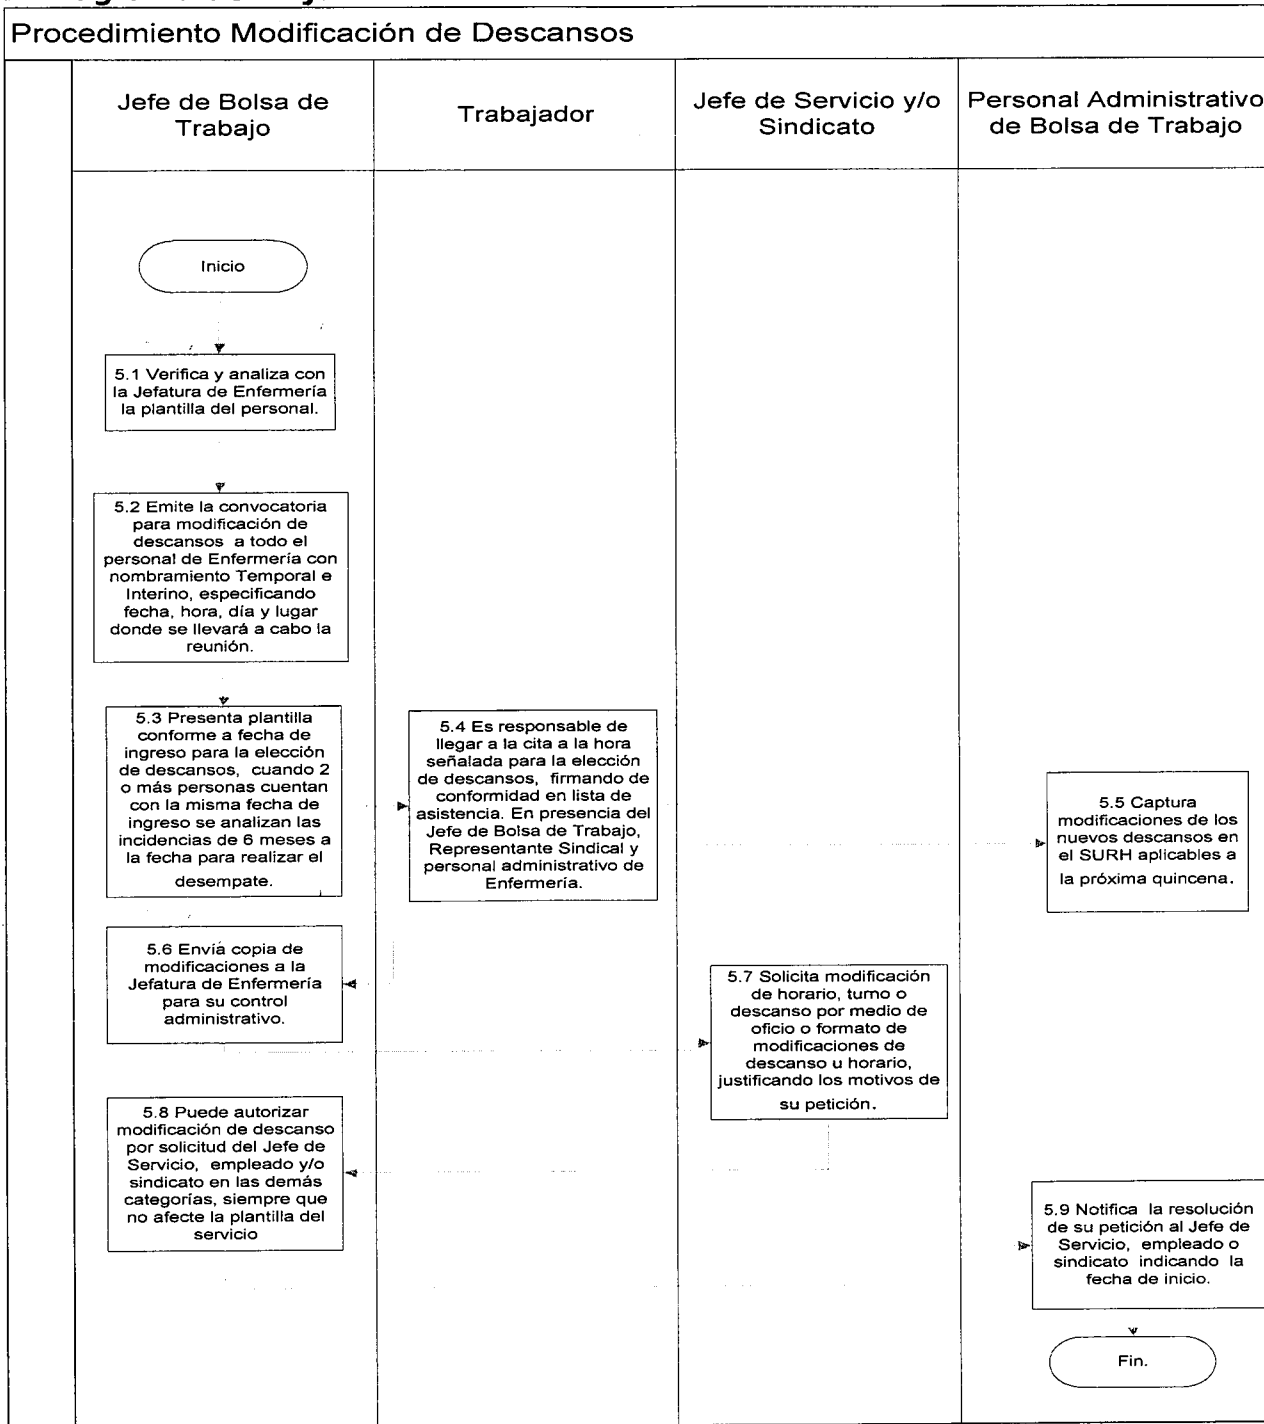 Procedimiento Modificación de Descansos
Jefe de Bolsa de
Trabajo
Trabajador
Jefe de Servicio y/o
Sindicato
Personal Administrativo
de Bolsa de Trabajo
Inicio
5.1 Verifica y analiza con
la Jefatura de Enfermería
la plantilla del personal.
5.2 Emite la convocatoria
para modificación de
descansos a todo el
personal de Enfermería con
nombramiento Temporal e
Interino, especificando
fecha, hora, día y lugar
donde se llevará a cabo la
reunión.
5.3 Presenta plantilla
conforme a fecha de
ingreso para la elección
de descansos, cuando 2
o más personas cuentan
con la misma fecha de
ingreso se analizan las
incidencias de 6 meses a
la fecha para realizar el
desempate.
5.4 Es responsable de
llegar a la cita a la hora
señalada para la elección
de descansos, firmando de
conformidad en lista de
asistencia. En presencia del
Jefe de Bolsa de Trabajo,
Representante Sindical y
personal administrativo de
Enfermería.
5.5 Captura
modificaciones de los
nuevos descansos en
el SURH aplicables a
la próxima quincena.
5.6 Envía copia de
modificaciones a la
Jefatura de Enfermería
para su control
administrativo.
5.7 Solicita modificación
de horario, turno o
descanso por medio de
oficio o formato de
modificaciones de
descanso u horario,
justificando los motivos de
su petición.
5.8 Puede autorizar
modificación de descanso
por solicitud del Jefe de
Servicio, empleado y/o
sindicato en las demás
categorías, siempre que
no afecte la plantilla del
servicio
5.9 Notifica la resolución
de su petición al Jefe de
Servicio, empleado o
sindicato indicando la
fecha de inicio.
Fin.